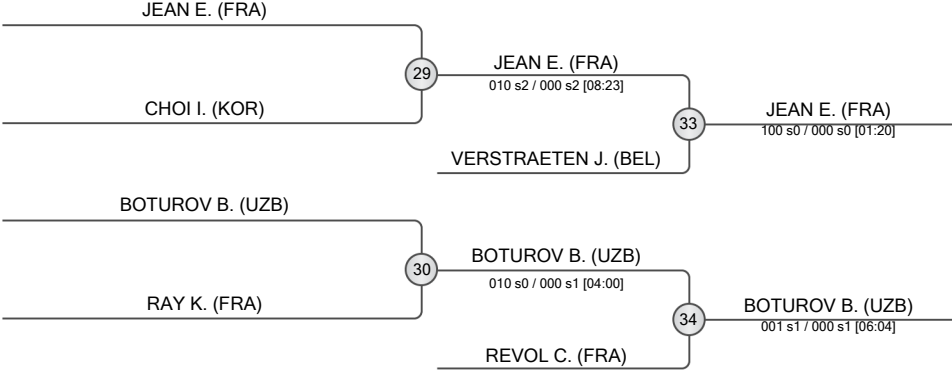 JEAN E. (FRA)
29
JEAN E. (FRA)
010 s2 / 000 s2 [08:23]
CHOI I. (KOR)
33
JEAN E. (FRA)
100 s0 / 000 s0 [01:20]
VERSTRAETEN J. (BEL)
BOTUROV B. (UZB)
30
BOTUROV B. (UZB)
010 s0 / 000 s1 [04:00]
RAY K. (FRA)
34
BOTUROV B. (UZB)
001 s1 / 000 s1 [06:04]
REVOL C. (FRA)